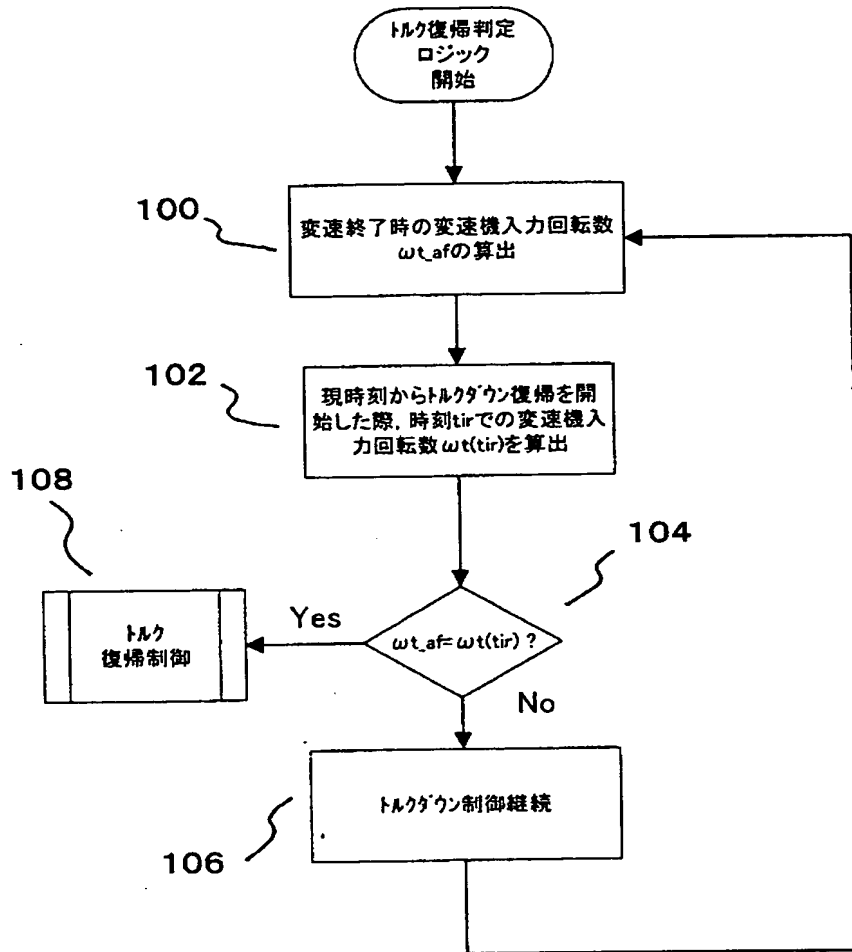 トルク復帰判定
ロジック
開始
100
変速終了時の変速機入力回転数
ωt_afの算出
102
現時刻からトルクダウン復帰を開
始した際, 時刻tirでの変速機入
力回転数ωt(tir)を算出
108
104
トルク
復帰制御
Yes
ωt_af=ωt(tir) ?
No
トルクダウン制御継続
106